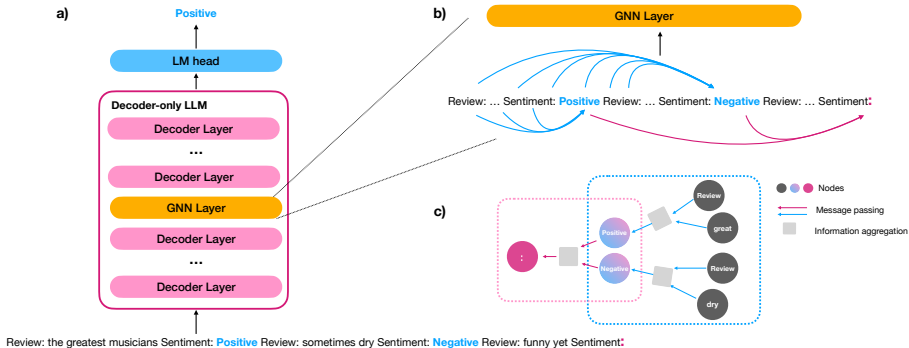 a)
Positive
LM head
Decoder-only LLM
Decoder Layer
...
Decoder Layer
GNN Layer
Decoder Layer
...
Decoder Layer
Review: the greatest musicians Sentiment: Positive Review: sometimes dry Sentiment: Negative Review: funny yet Sentiment:
b)
GNN Layer
Review: ... Sentiment: Positive Review: ... Sentiment: Negative Review: ... Sentiment:
c)
Review
great
Positive
:
Negative
Review
dry
Nodes
Message passing
Information aggregation